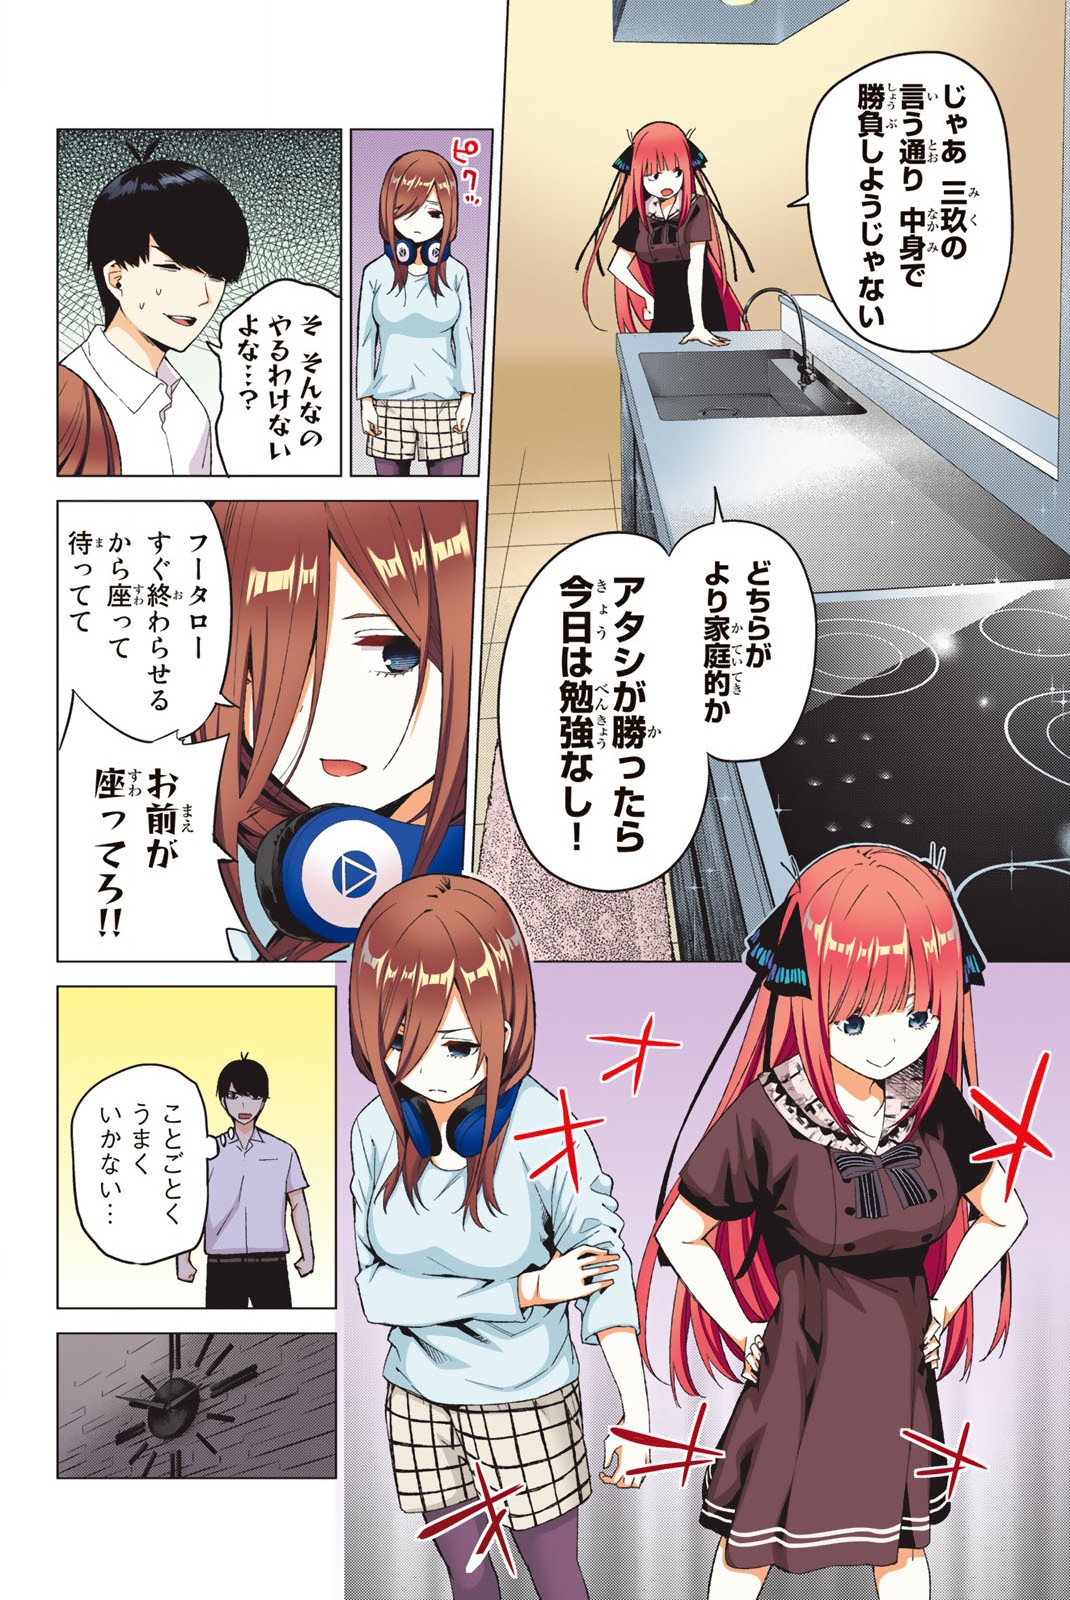 じゃあ 三玖の
言う通り 中身で
勝負しようじゃない
どちらが
より家庭的か
アタシが勝ったら
今日は勉強なし!
ピク…
そ そんなの
やるわけない
よな…?
フータロー
すぐ終わらせる
から座って
待ってて
お前が
座ってろ!!
ことごとく
うまく
いかない…